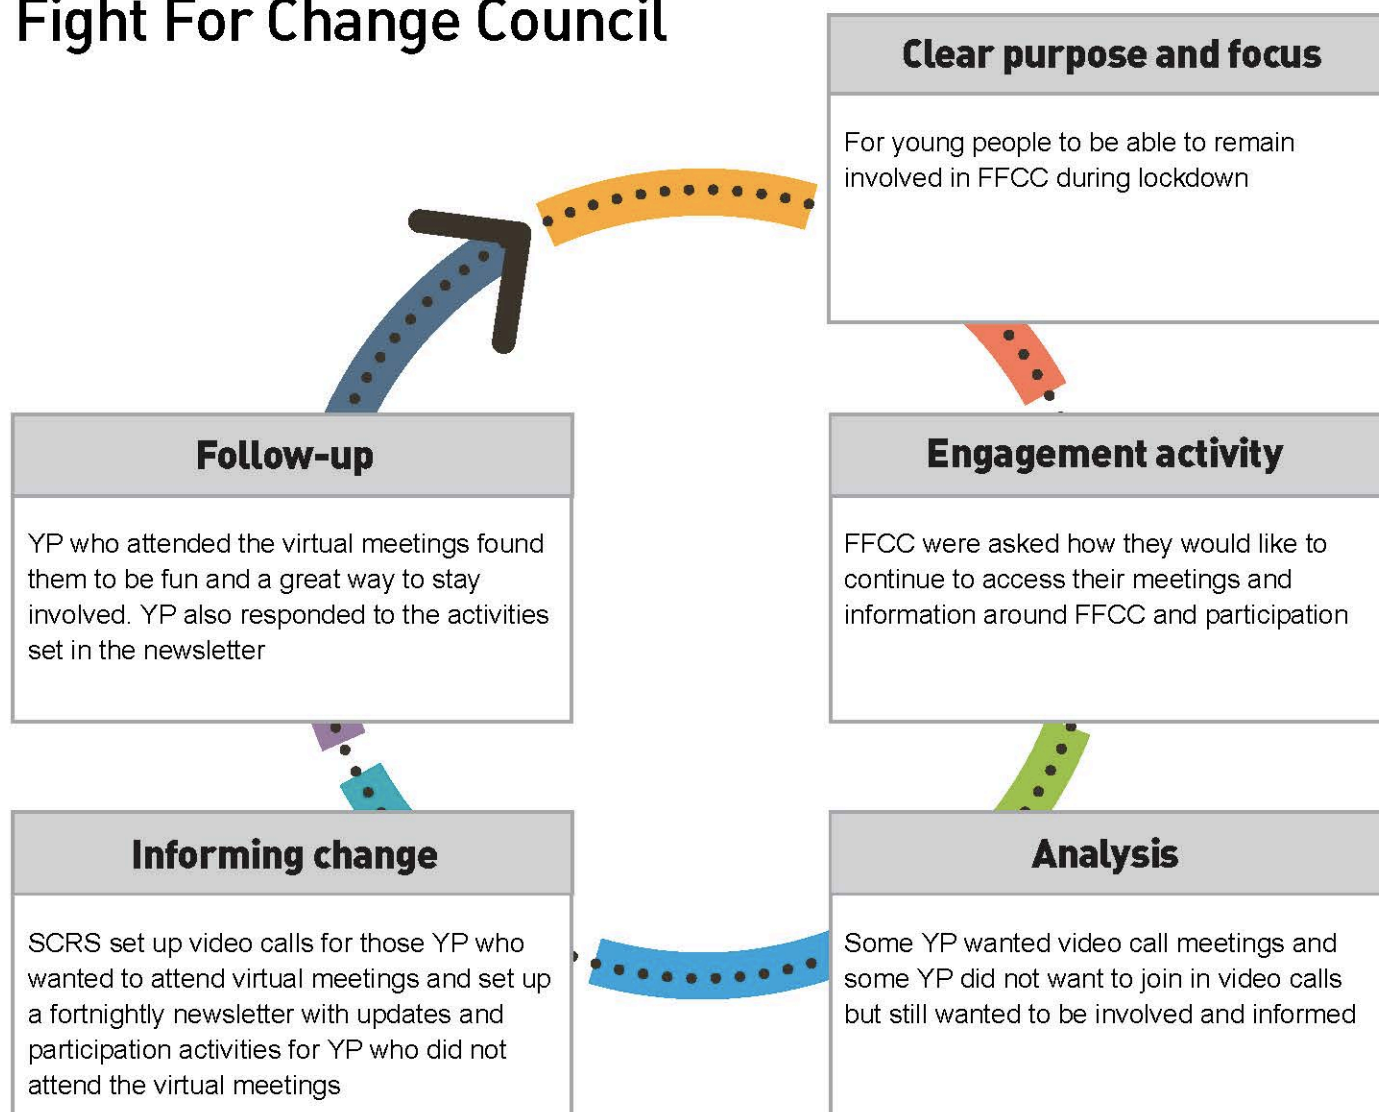 Fight For Change Council
Clear purpose and focus
For young people to be able to remain
involved in FFCC during lockdown
Engagement activity
FFCC were asked how they would like to
continue to access their meetings and
information around FFCC and participation
Analysis
Some YP wanted video call meetings and
some YP did not want to join in video calls
but still wanted to be involved and informed
Informing change
SCRS set up video calls for those YP who
wanted to attend virtual meetings and set up
a fortnightly newsletter with updates and
participation activities for YP who did not
attend the virtual meetings
Follow-up
YP who attended the virtual meetings found
them to be fun and a great way to stay
involved. YP also responded to the activities
set in the newsletter